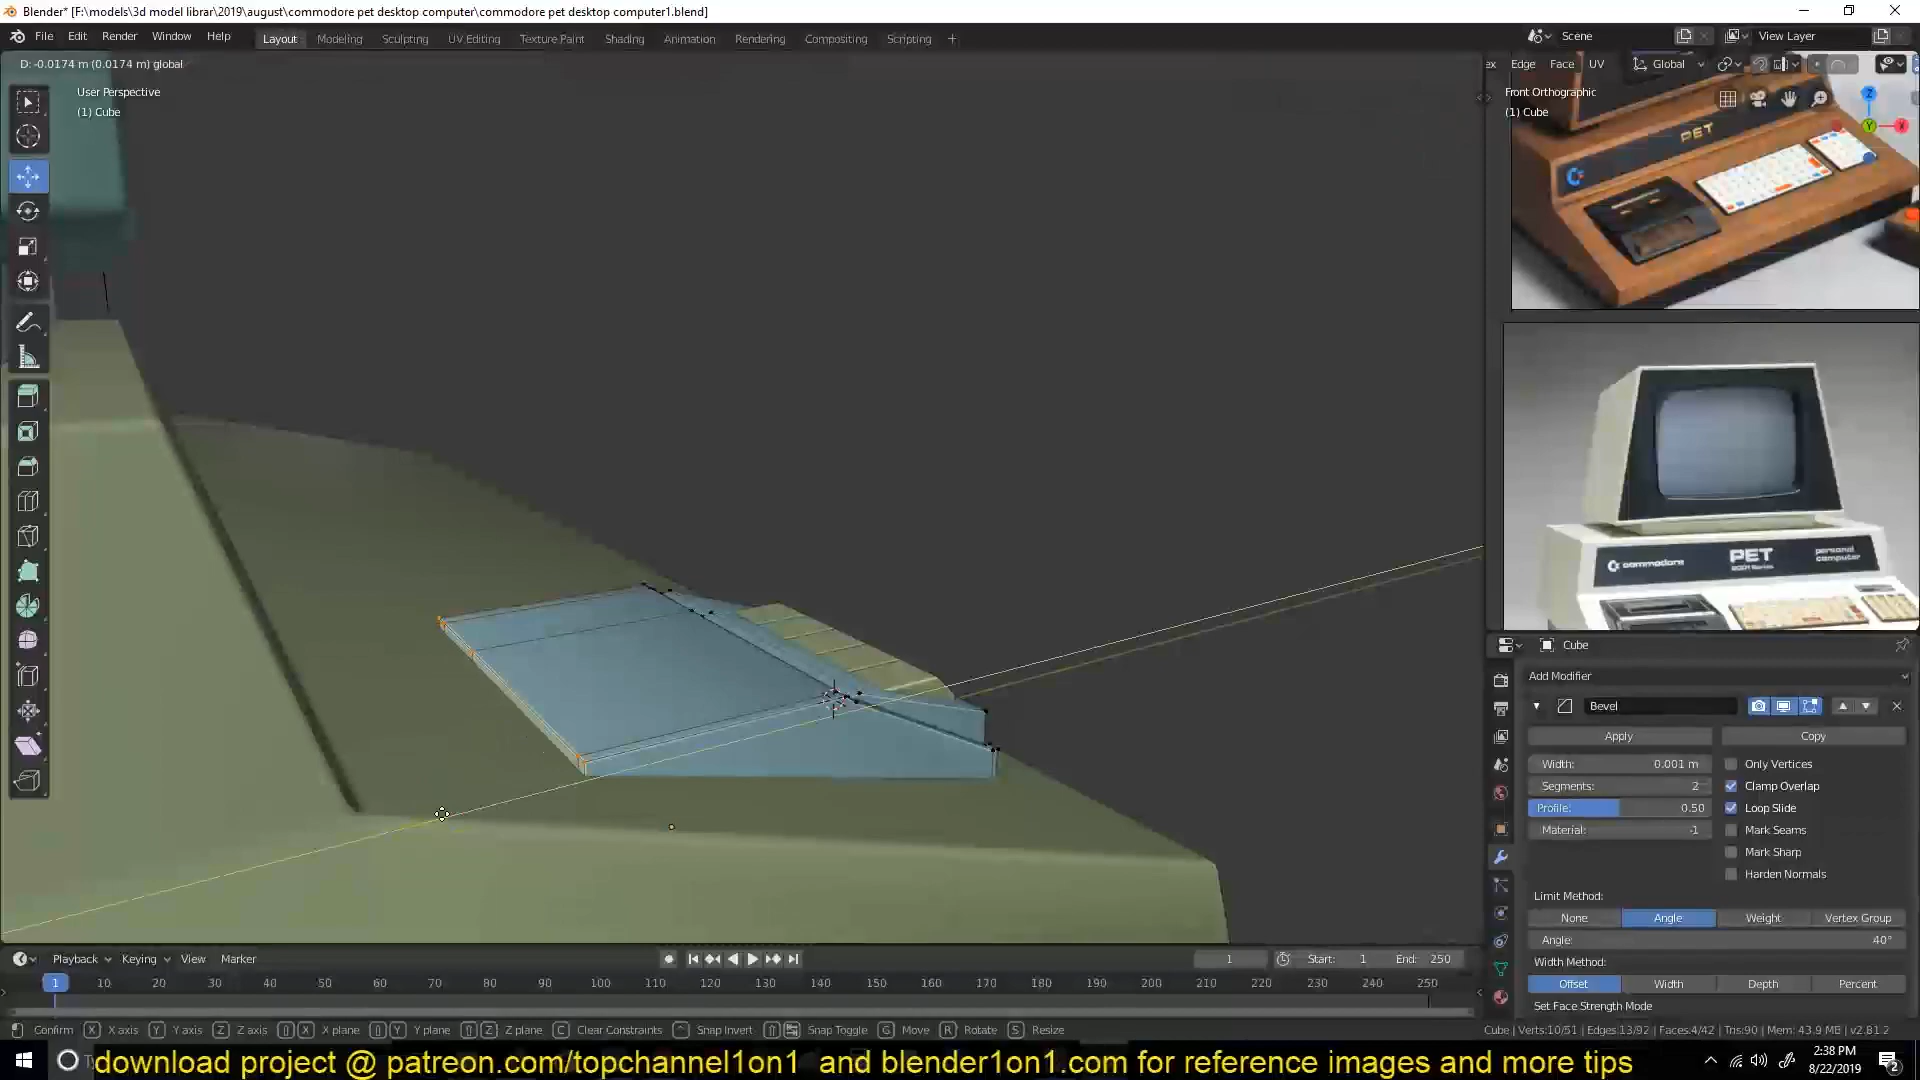 Blender* [F:\models\3d model librar\2019\august\commodore pet desktop computer\commodore pet desktop computer1.blend]
File Edit Render Window Help Layout Modeling Sculpting UV Editing Texture Paint Shading Animation Rendering Compositing Scripting + Scene View Layer
D: -0.0174 m (0.0174 m) global
ex Edge Face UV Global
User Perspective
(1) Cube
Front Orthographic
(1) Cube
Z
Y
X
PET
commodore PET personal computer
2001 Series
Cube
Add Modifier
Bevel
Apply Copy
Width: 0.001 m Only Vertices
Segments: 2 Clamp Overlap
Profile: 0.50 Loop Slide
Material: -1 Mark Seams
Mark Sharp
Harden Normals
Limit Method:
None Angle Weight Vertex Group
Angle: 40°
Width Method:
Offset Width Depth Percent
Set Face Strength Mode
Playback Keying View Marker 1 Start: 1 End: 250
1 10 20 30 40 50 60 70 80 90 100 110 120 130 140 150 160 170 180 190 200 210 220 230 240 250
Confirm X X axis Y Y axis Z Z axis X X plane Y Y plane Z Z plane C Clear Constraints Snap Invert Snap Toggle G Move R Rotate S Resize
Cube | Verts:10/51 | Edges:13/92 | Faces:4/42 | Tris:90 | Mem: 43.9 MB | v2.81.2
download project @ patreon.com/topchannel1on1 and blender1on1.com for reference images and more tips
2:38 PM
8/22/2019
2